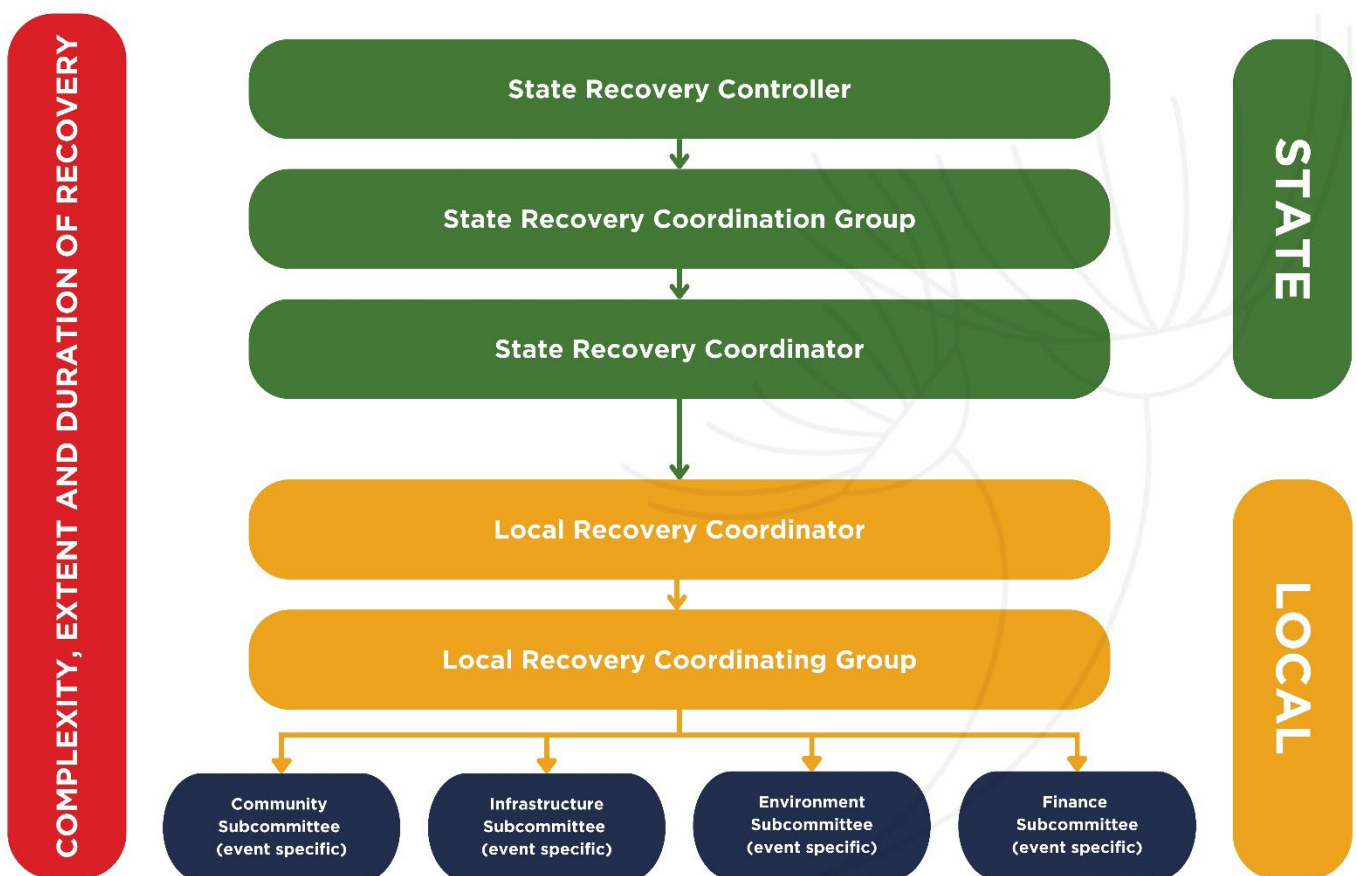 COMPLEXITY, EXTENT AND DURATION OF RECOVERY
State Recovery Controller
State Recovery Coordination Group
State Recovery Coordinator
STATE
Local Recovery Coordinator
Local Recovery Coordinating Group
LOCAL
Community
Subcommittee
(event specific)
Infrastructure
Subcommittee
(event specific)
Environment
Subcommittee
(event specific)
Finance
Subcommittee
(event specific)